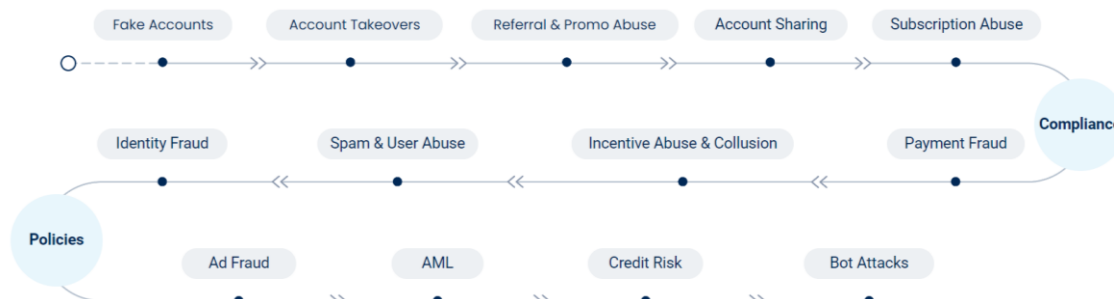 Fake Accounts
Account Takeovers
Referral & Promo Abuse
Account Sharing
Subscription Abuse
Compliance
Payment Fraud
Incentive Abuse & Collusion
Spam & User Abuse
Identity Fraud
Policies
Ad Fraud
AML
Credit Risk
Bot Attacks